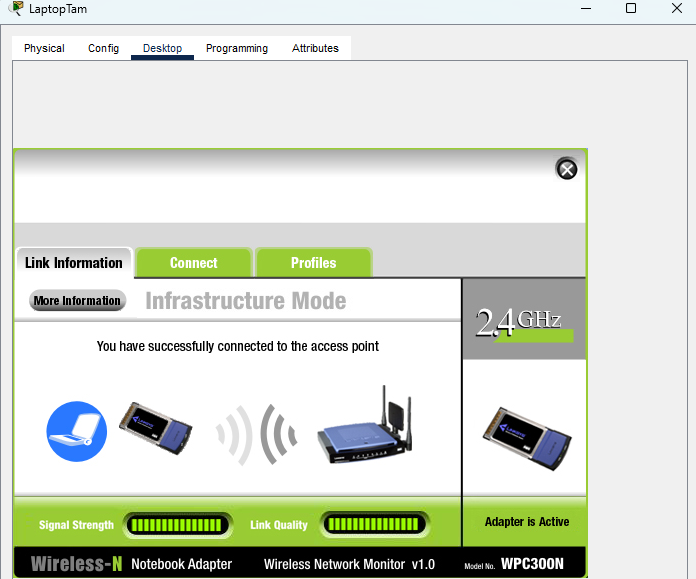 LaptopTam
Physical Config Desktop Programming Attributes
Link Information Connect Profiles
More Information Infrastructure Mode
2.4GHz
You have successfully connected to the access point
Signal Strength Link Quality Adapter is Active
Wireless-N Notebook Adapter Wireless Network Monitor v1.0 Model No. WPC300N